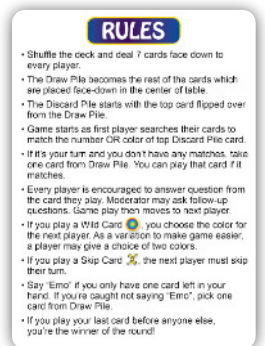 RULES
• Shuffle the deck and deal 7 cards face down to
every player.
• The Draw Pile becomes the rest of the cards which
are placed face-down in the center of table.
• The Discard Pile starts with the top card flipped over
from the Draw Pile.
• Game starts as first player searches their cards to
match the number OR color of top Discard Pile card.
• If it's your turn and you don't have any matches, take
one card from Draw Pile. You can play that card if it
matches.
• Every player is encouraged to answer question from
the card they play. Moderator may ask follow-up
questions. Game play then moves to next player.
• If you play a Wild Card , you choose the color for
the next player. As a variation to make game easier,
a player may give a choice of two colors.
• If you play a Skip Card , the next player must skip
their turn.
• Say "Emo" if you only have one card left in your
hand. If you're caught not saying "Emo", pick one
card from Draw Pile.
• If you play your last card before anyone else,
you're the winner of the round!